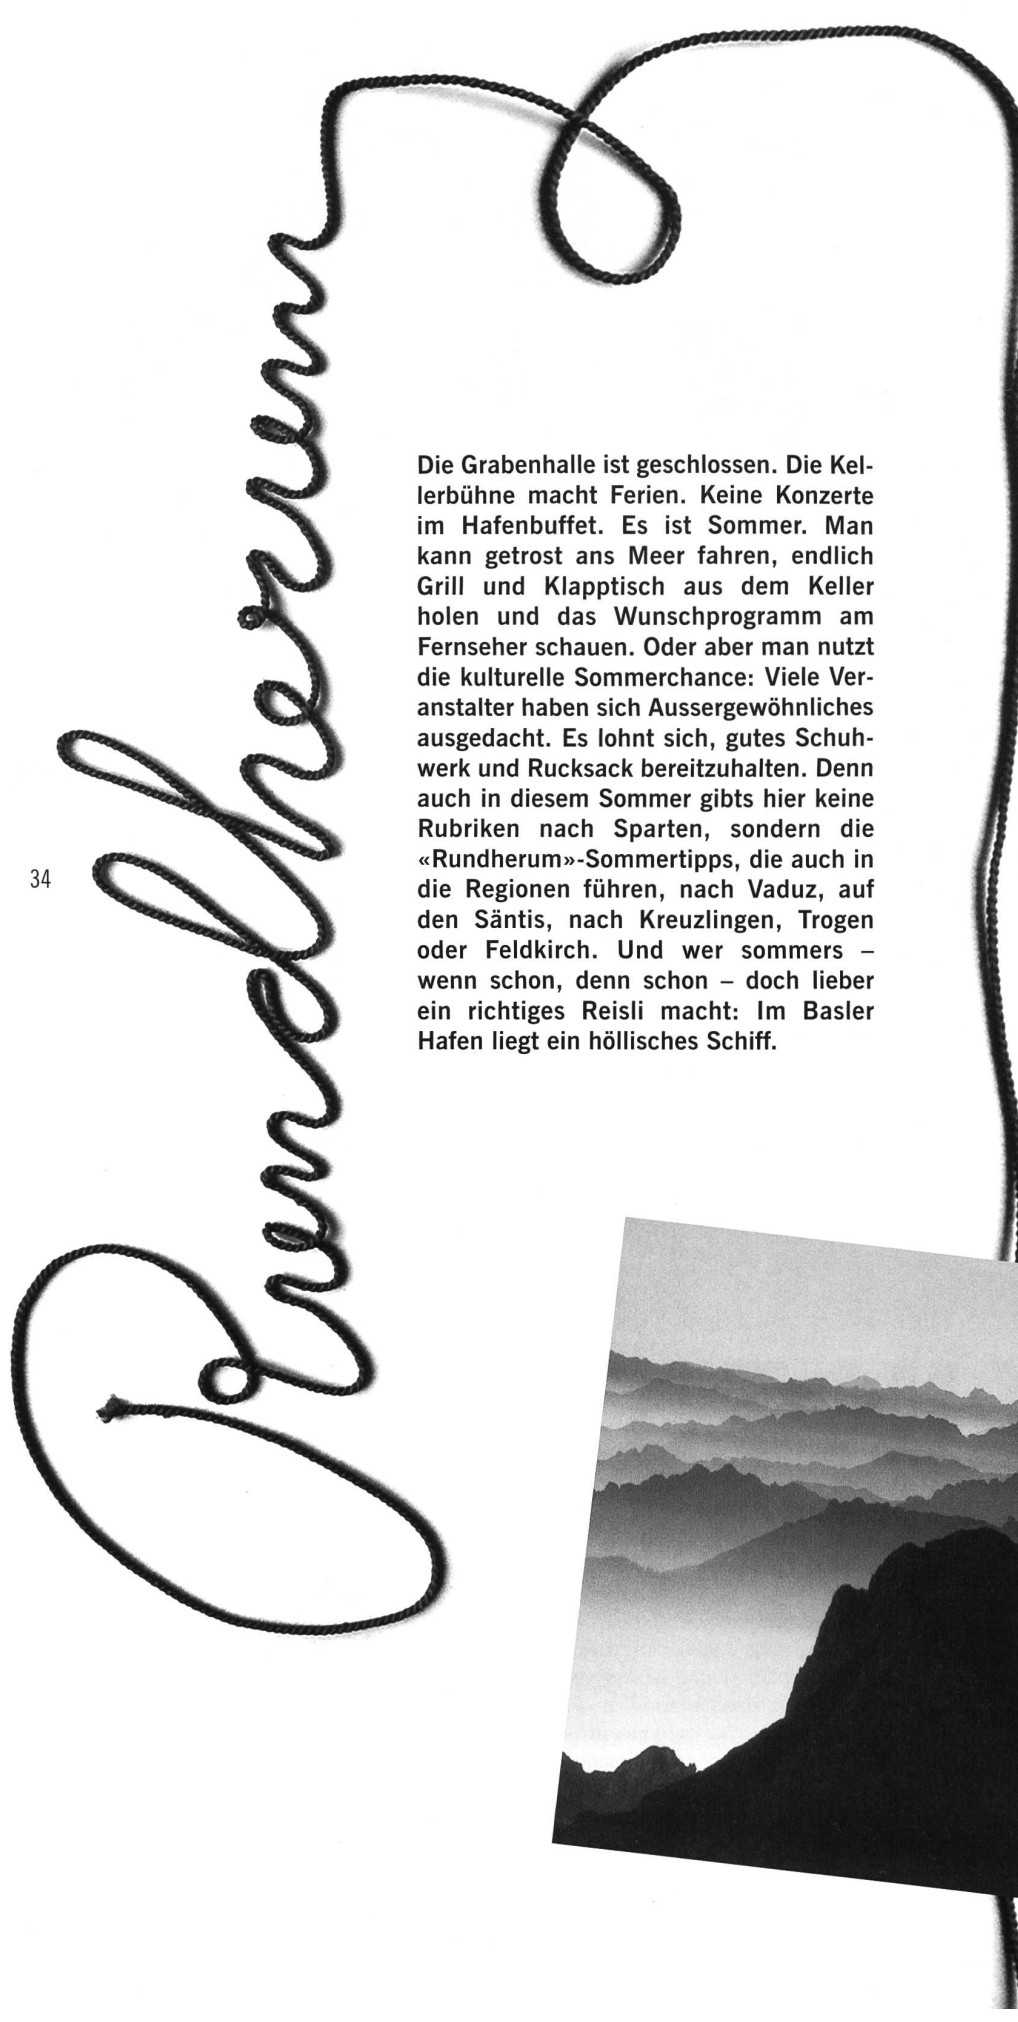 Rundherum
Die Grabenhalle ist geschlossen. Die Kel-
lerbühne macht Ferien. Keine Konzerte
im Hafenbuffet. Es ist Sommer. Man
kann getrost ans Meer fahren, endlich
Grill und Klapptisch aus dem Keller
holen und das Wunschprogramm am
Fernseher schauen. Oder aber man nutzt
die kulturelle Sommerchance: Viele Ver-
anstalter haben sich Aussergewöhnliches
ausgedacht. Es lohnt sich, gutes Schuh-
werk und Rucksack bereitzuhalten. Denn
auch in diesem Sommer gibts hier keine
Rubriken nach Sparten, sondern die
«Rundherum»-Sommertipps, die auch in
die Regionen führen, nach Vaduz, auf
den Säntis, nach Kreuzlingen, Trogen
oder Feldkirch. Und wer sommers –
wenn schon, denn schon – doch lieber
ein richtiges Reisli macht: Im Basler
Hafen liegt ein höllisches Schiff.
34